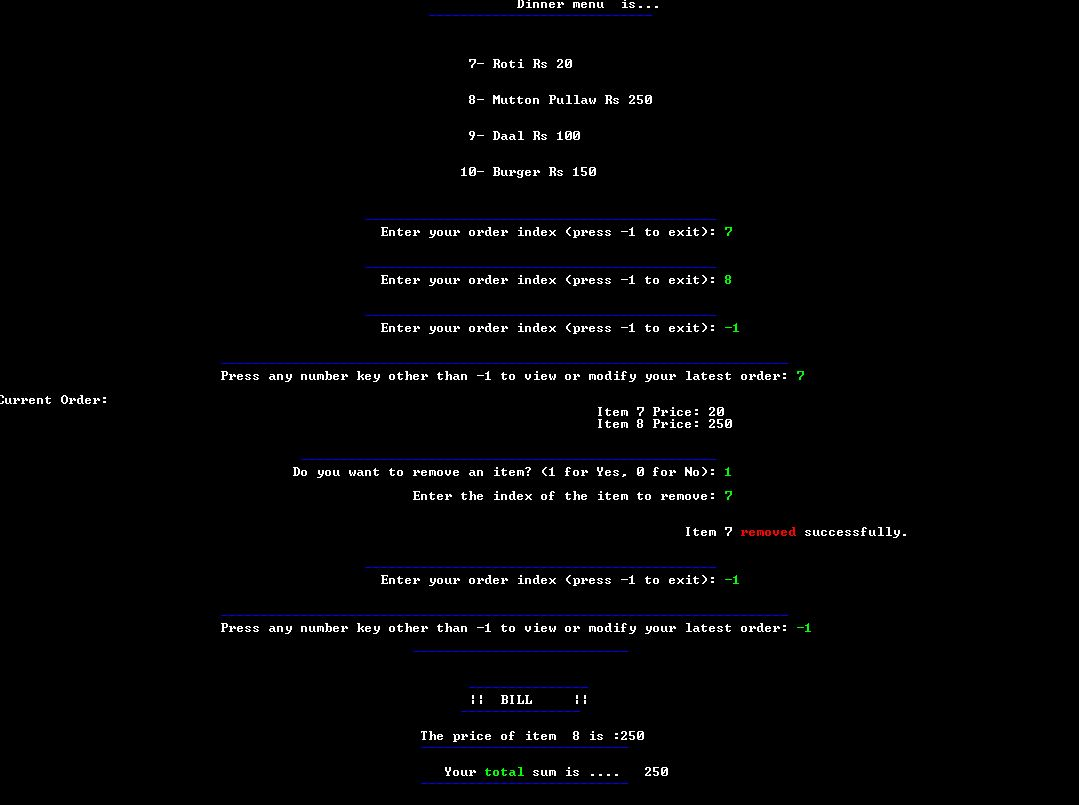 Dinner menu is...
7- Roti Rs 20
8- Mutton Pullaw Rs 250
9- Daal Rs 100
10- Burger Rs 150
Enter your order index (press -1 to exit): 7
Enter your order index (press -1 to exit): 8
Enter your order index (press -1 to exit): -1
Press any number key other than -1 to view or modify your latest order: 7
Current Order:
Item 7 Price: 20
Item 8 Price: 250
Do you want to remove an item? (1 for Yes, 0 for No): 1
Enter the index of the item to remove: 7
Item 7 removed successfully.
Enter your order index (press -1 to exit): -1
Press any number key other than -1 to view or modify your latest order: -1
|| BILL ||
The price of item 8 is :250
Your total sum is .... 250